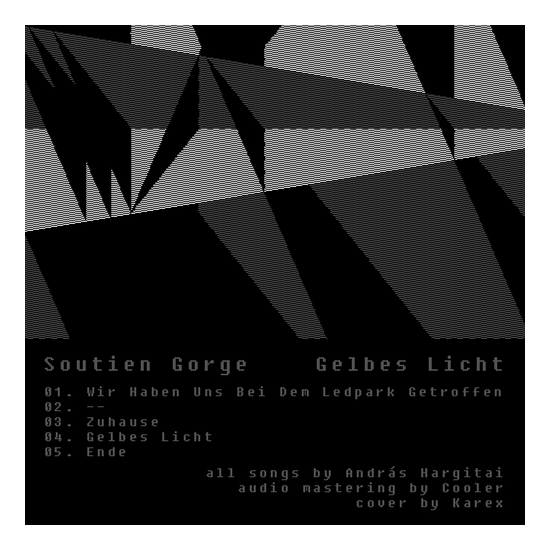 Soutien Gorge Gelbes Licht
01. Wir Haben Uns Bei Dem Ledpark Getroffen
02. --
03. Zuhause
04. Gelbes Licht
05. Ende
all songs by András Hargitai
audio mastering by Cooler
cover by Karex